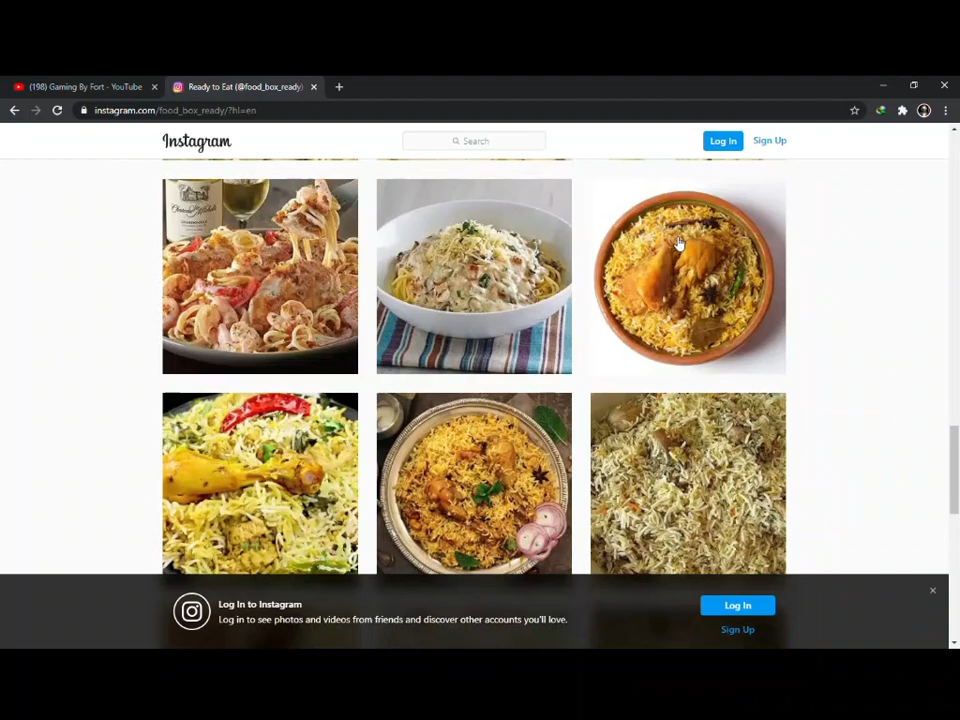 (198) Gaming By Fort - YouTube
Ready to Eat (@food_box_ready)
instagram.com/food_box_ready/?hl=en
Instagram
Search
Log In
Sign Up
Log In to Instagram
Log in to see photos and videos from friends and discover other accounts you'll love.
Log In
Sign Up